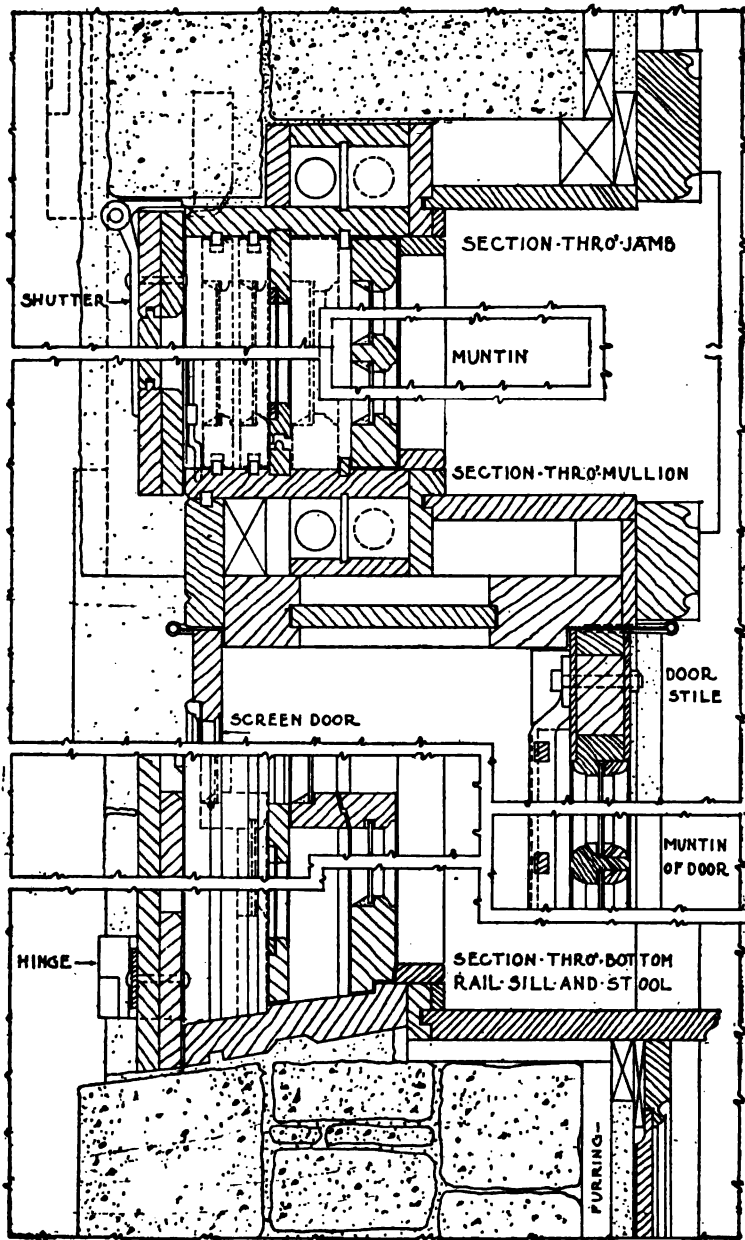 SECTION·THRO'·JAMB
SHUTTER
MUNTIN
SECTION·THRO'·MULLION
DOOR
STILE
SCREEN DOOR
MUNTIN
OF DOOR
HINGE
SECTION·THRO'·BOTTOM
RAIL·SILL·AND·STOOL
FURRING